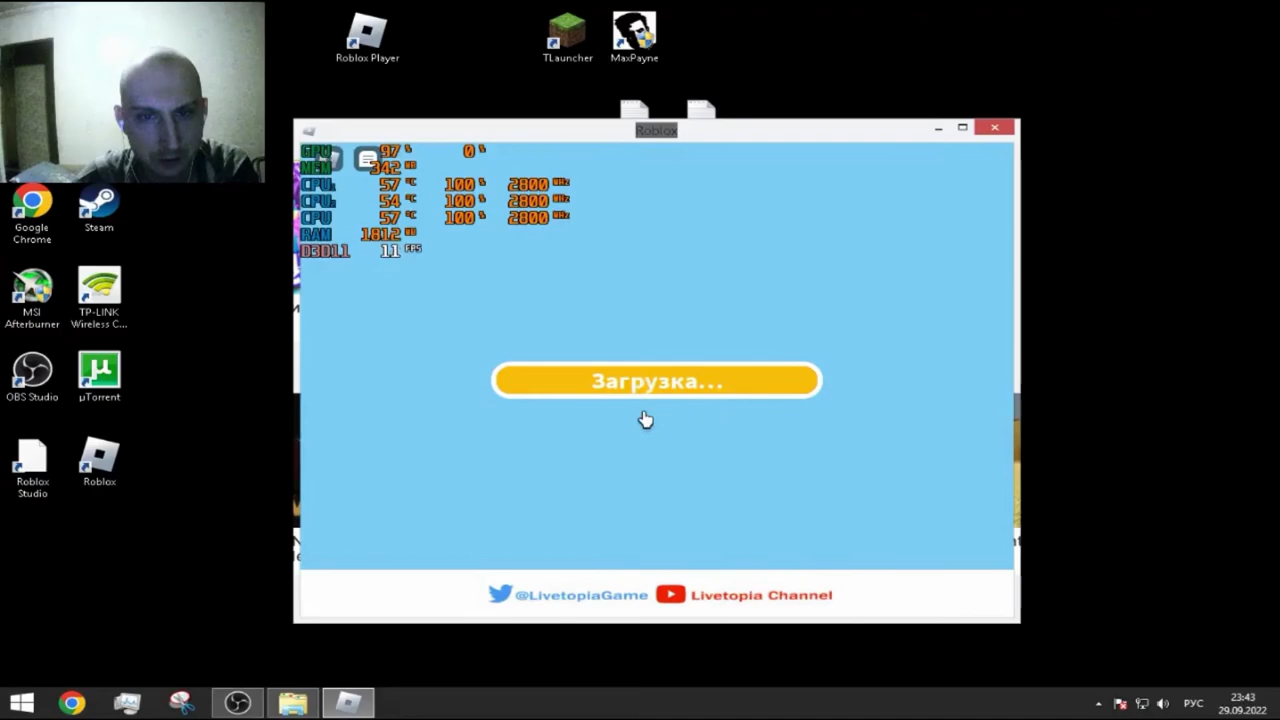 Roblox Player
TLauncher
MaxPayne
Roblox
GPU 97 % 0 %
MEM 342 MB
CPU1 57 °C 100 % 2800 MHz
CPU2 54 °C 100 % 2800 MHz
CPU 57 °C 100 % 2800 MHz
RAM 1812 MB
D3D11 11 FPS
Google Chrome
Steam
MSI Afterburner
TP-LINK Wireless C...
OBS Studio
µTorrent
Roblox Studio
Roblox
Загрузка...
@LivetopiaGame Livetopia Channel
РУС
23:43
29.09.2022